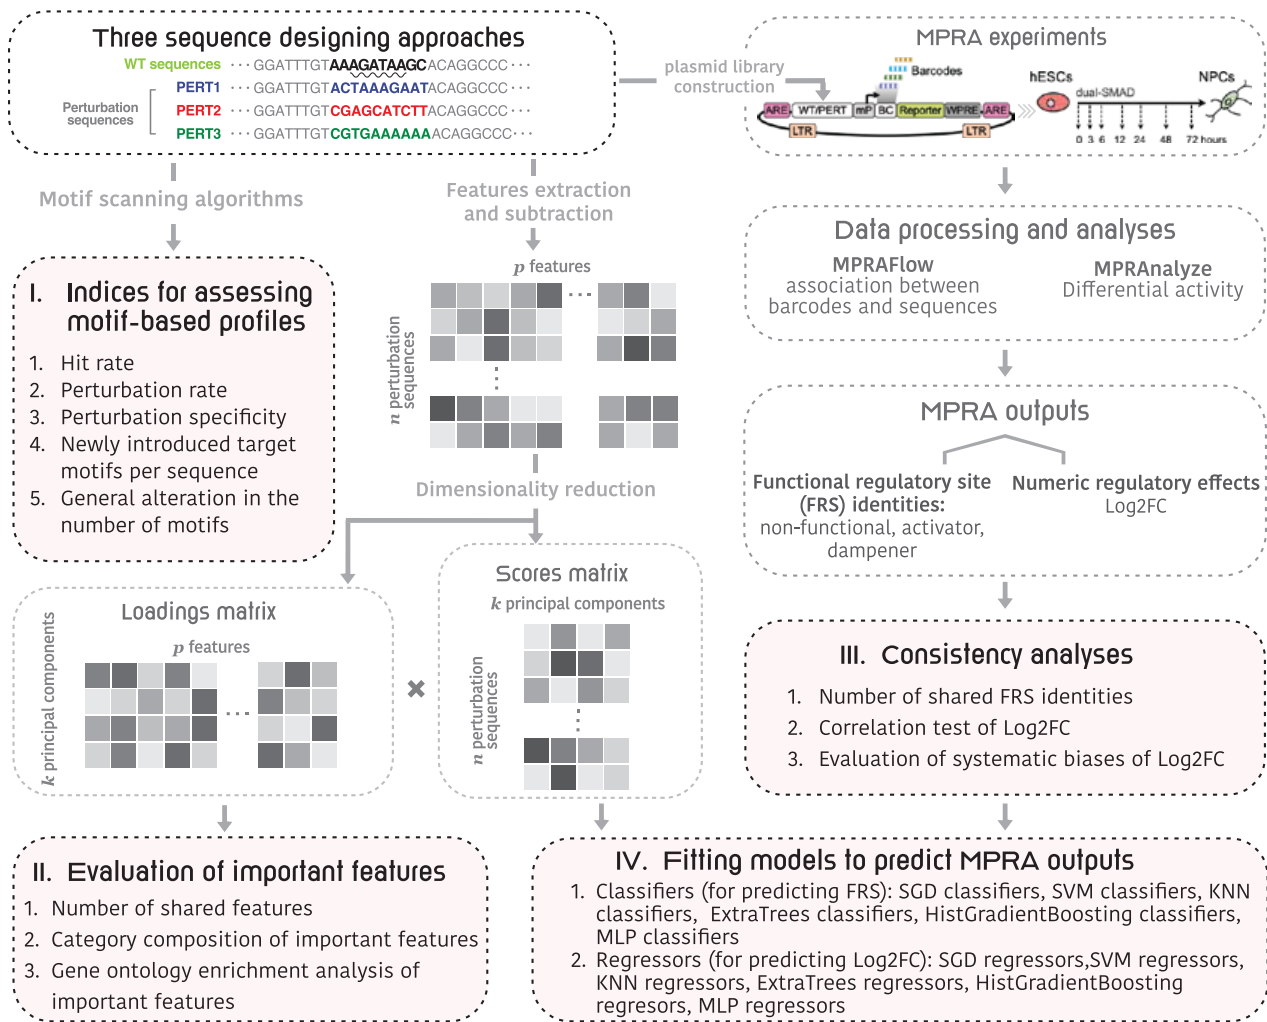 Three sequence designing approaches
WT sequences ··· GGATTTGTAAAGATAAGCACAGGCCC···
Perturbation
sequences
PERT1 ··· GGATTTGTACTAAAGAATACAGGCCC···
PERT2 ··· GGATTTGTCGAGCATCTTACAGGCCC···
PERT3 ··· GGATTTGTCGTGAAAAAAACAGGCCC···
plasmid library
construction
MPRA experiments
Barcodes
ARE WT/PERT mP BC Reporter WPRE ARE
LTR LTR
hESCs
NPCs
dual-SMAD
0 3 6 12 24 48 72 hours
Motif scanning algorithms
Features extraction
and subtraction
I. Indices for assessing
motif-based profiles
1. Hit rate
2. Perturbation rate
3. Perturbation specificity
4. Newly introduced target
motifs per sequence
5. General alteration in the
number of motifs
p features
n perturbation
sequences
Dimensionality reduction
Data processing and analyses
MPRAFlow
association between
barcodes and sequences
MPRAnalyze
Differential activity
MPRA outputs
Functional regulatory site
(FRS) identities:
non-functional, activator,
dampener
Numeric regulatory effects
Log2FC
Loadings matrix
p features
k principal components
×
Scores matrix
k principal components
n perturbation
sequences
III. Consistency analyses
1. Number of shared FRS identities
2. Correlation test of Log2FC
3. Evaluation of systematic biases of Log2FC
II. Evaluation of important features
1. Number of shared features
2. Category composition of important features
3. Gene ontology enrichment analysis of
important features
IV. Fitting models to predict MPRA outputs
1. Classifiers (for predicting FRS): SGD classifiers, SVM classifiers, KNN
classifiers, ExtraTrees classifiers, HistGradientBoosting classifiers,
MLP classifiers
2. Regressors (for predicting Log2FC): SGD regressors,SVM regressors,
KNN regressors, ExtraTrees regressors, HistGradientBoosting
regresors, MLP regressors